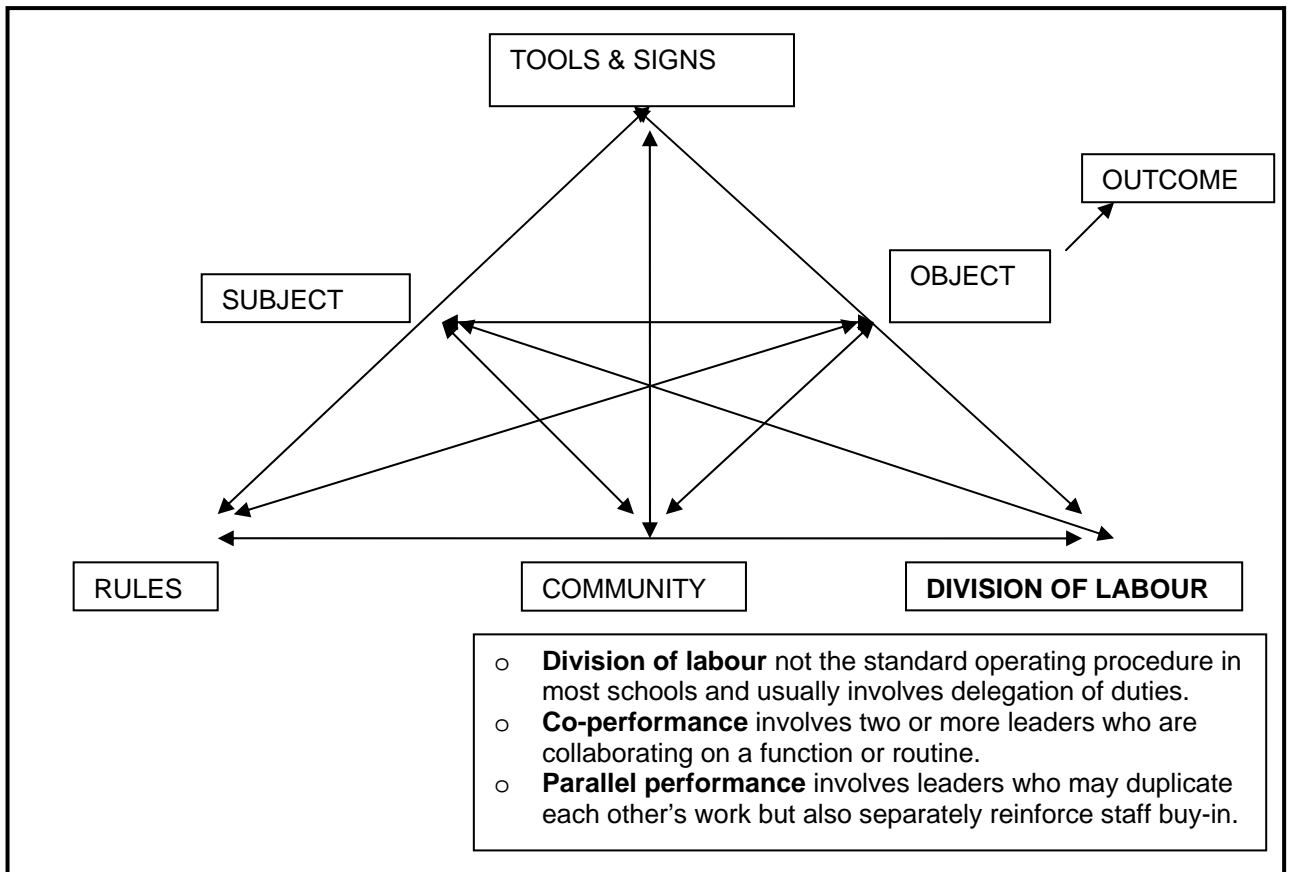 TOOLS & SIGNS
OUTCOME
OBJECT
SUBJECT
RULES
COMMUNITY
DIVISION OF LABOUR
o Division of labour not the standard operating procedure in
most schools and usually involves delegation of duties.
o Co-performance involves two or more leaders who are
collaborating on a function or routine.
o Parallel performance involves leaders who may duplicate
each other’s work but also separately reinforce staff buy-in.